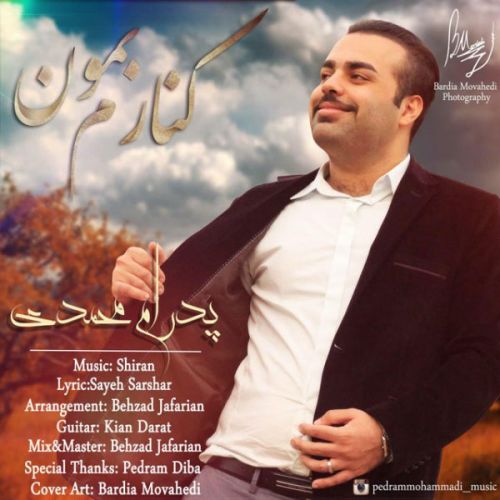 کنارم بمون
Bardia Movahedi
Photography
پدرام محمدی
Music: Shiran
Lyric:Sayeh Sarshar
Arrangement: Behzad Jafarian
Guitar: Kian Darat
Mix&Master: Behzad Jafarian
Special Thanks: Pedram Diba
Cover Art: Bardia Movahedi
pedrammohammadi_music